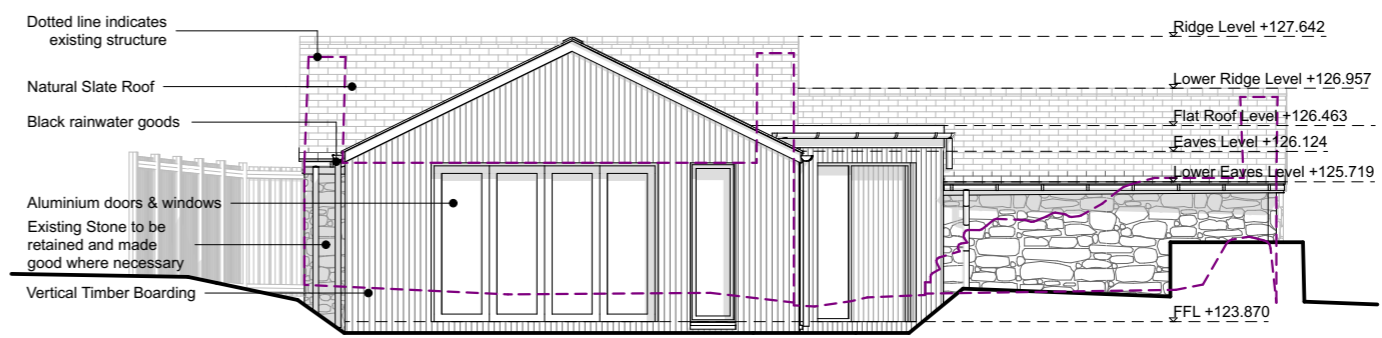 Dotted line indicates
existing structure
Natural Slate Roof
Black rainwater goods
Aluminium doors & windows
Existing Stone to be
retained and made
good where necessary
Vertical Timber Boarding
Ridge Level +127.642
Lower Ridge Level +126.957
Flat Roof Level +126.463
Eaves Level +126.124
Lower Eaves Level +125.719
FFL +123.870